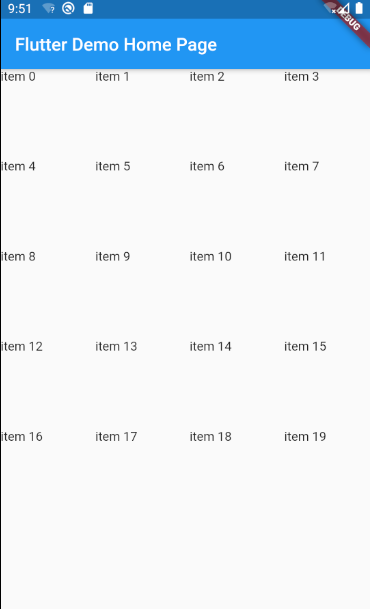 9:51
DEBUG
Flutter Demo Home Page
item 0 item 1 item 2 item 3
item 4 item 5 item 6 item 7
item 8 item 9 item 10 item 11
item 12 item 13 item 14 item 15
item 16 item 17 item 18 item 19